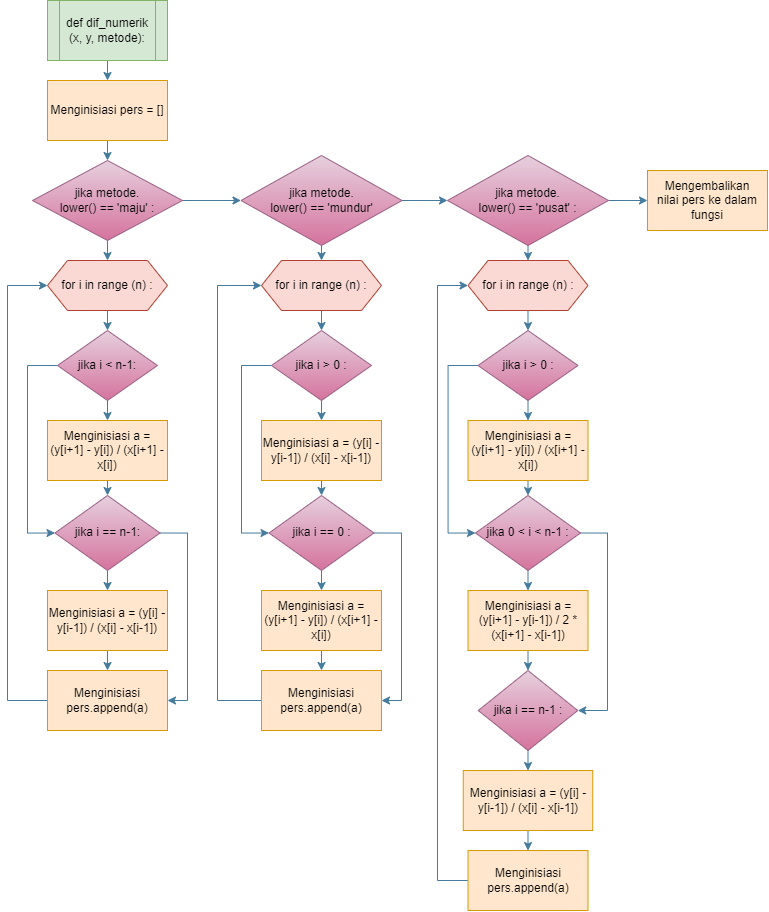 def dif_numerik
(x, y, metode):
Menginisiasi pers = []
jika metode.
lower() == 'maju' :
jika metode.
lower() == 'mundur'
jika metode.
lower() == 'pusat' :
Mengembalikan
nilai pers ke dalam
fungsi
for i in range (n) :
for i in range (n) :
for i in range (n) :
jika i < n-1:
jika i > 0 :
jika i > 0 :
Menginisiasi a =
(y[i+1] - y[i]) / (x[i+1] -
x[i])
Menginisiasi a = (y[i] -
y[i-1]) / (x[i] - x[i-1])
Menginisiasi a =
(y[i+1] - y[i]) / (x[i+1] -
x[i])
jika i == n-1:
jika i == 0 :
jika 0 < i < n-1 :
Menginisiasi a = (y[i] -
y[i-1]) / (x[i] - x[i-1])
Menginisiasi a =
(y[i+1] - y[i]) / (x[i+1] -
x[i])
Menginisiasi a =
(y[i+1] - y[i-1]) / 2 *
(x[i+1] - x[i-1])
Menginisiasi
pers.append(a)
Menginisiasi
pers.append(a)
jika i == n-1 :
Menginisiasi a = (y[i] -
y[i-1]) / (x[i] - x[i-1])
Menginisiasi
pers.append(a)